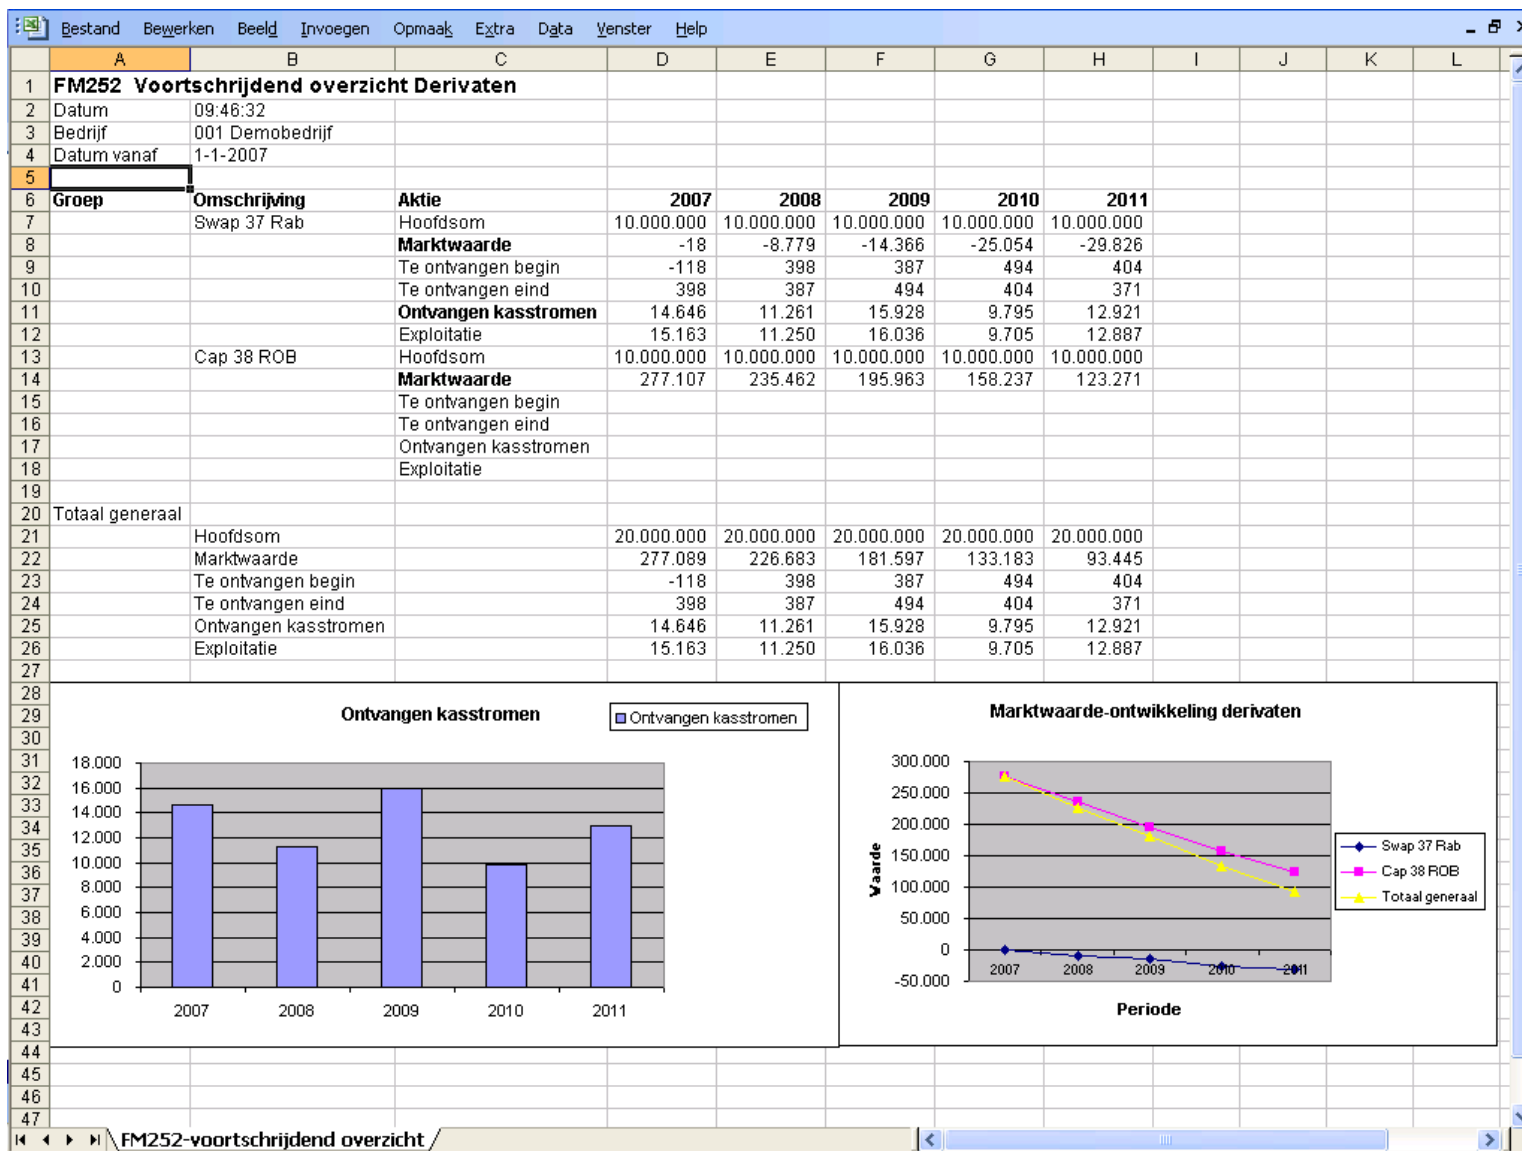 Bestand Bewerken Beeld Invoegen Opmaak Extra Data Venster Help
A B C D E F G H I J K L
1 FM252 Voortschrijdend overzicht Derivaten
2 Datum 09:46:32
3 Bedrijf 001 Demobedrijf
4 Datum vanaf 1-1-2007
5
6 Groep Omschrijving Aktie 2007 2008 2009 2010 2011
7 Swap 37 Rab Hoofdsom 10.000.000 10.000.000 10.000.000 10.000.000 10.000.000
8 Marktwaarde -18 -8.779 -14.366 -25.054 -29.826
9 Te ontvangen begin -118 398 387 494 404
10 Te ontvangen eind 398 387 494 404 371
11 Ontvangen kasstromen 14.646 11.261 15.928 9.795 12.921
12 Exploitatie 15.163 11.250 16.036 9.705 12.887
13 Cap 38 ROB Hoofdsom 10.000.000 10.000.000 10.000.000 10.000.000 10.000.000
14 Marktwaarde 277.107 235.462 195.963 158.237 123.271
15 Te ontvangen begin
16 Te ontvangen eind
17 Ontvangen kasstromen
18 Exploitatie
19
20 Totaal generaal
21 Hoofdsom 20.000.000 20.000.000 20.000.000 20.000.000 20.000.000
22 Marktwaarde 277.089 226.683 181.597 133.183 93.445
23 Te ontvangen begin -118 398 387 494 404
24 Te ontvangen eind 398 387 494 404 371
25 Ontvangen kasstromen 14.646 11.261 15.928 9.795 12.921
26 Exploitatie 15.163 11.250 16.036 9.705 12.887
27
28
29
30
31
32
33
34
35
36
37
38
39
40
41
42
43
44
45
46
47
Ontvangen kasstromen
Ontvangen kasstromen
18.000
16.000
14.000
12.000
10.000
8.000
6.000
4.000
2.000
0
2007 2008 2009 2010 2011
Marktwaarde-ontwikkeling derivaten
300.000
250.000
200.000
150.000
100.000
50.000
0
-50.000
Waarde
2007 2008 2009 2010 2011
Periode
Swap 37 Rab
Cap 38 ROB
Totaal generaal
FM252-voortschrijdend overzicht